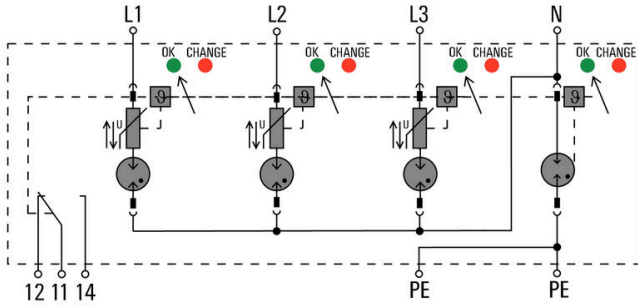 L1 L2 L3 N
OK CHANGE OK CHANGE OK CHANGE OK CHANGE
ϑ ϑ ϑ ϑ
U U U
12 11 14 PE PE